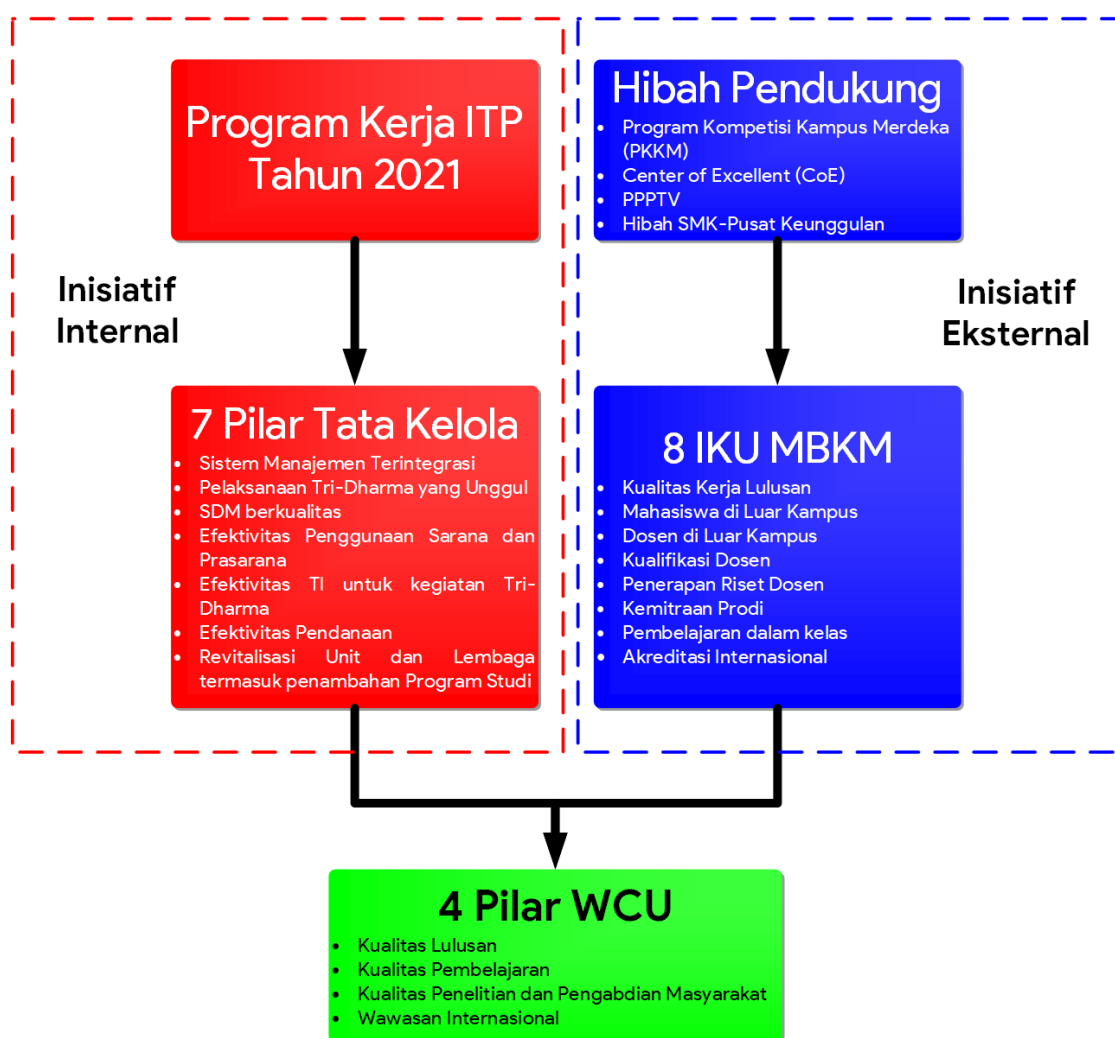 Program Kerja ITP
Tahun 2021
Hibah Pendukung
• Program Kompetisi Kampus Merdeka
(PKKM)
• Center of Excellent (CoE)
• PPPTV
• Hibah SMK-Pusat Keunggulan
Inisiatif
Internal
Inisiatif
Eksternal
7 Pilar Tata Kelola
• Sistem Manajemen Terintegrasi
• Pelaksanaan Tri-Dharma yang Unggul
• SDM berkualitas
• Efektivitas Penggunaan Sarana dan
Prasarana
• Efektivitas TI untuk kegiatan Tri-
Dharma
• Efektivitas Pendanaan
• Revitalisasi Unit dan Lembaga
termasuk penambahan Program Studi
8 IKU MBKM
• Kualitas Kerja Lulusan
• Mahasiswa di Luar Kampus
• Dosen di Luar Kampus
• Kualifikasi Dosen
• Penerapan Riset Dosen
• Kemitraan Prodi
• Pembelajaran dalam kelas
• Akreditasi Internasional
4 Pilar WCU
• Kualitas Lulusan
• Kualitas Pembelajaran
• Kualitas Penelitian dan Pengabdian Masyarakat
• Wawasan Internasional